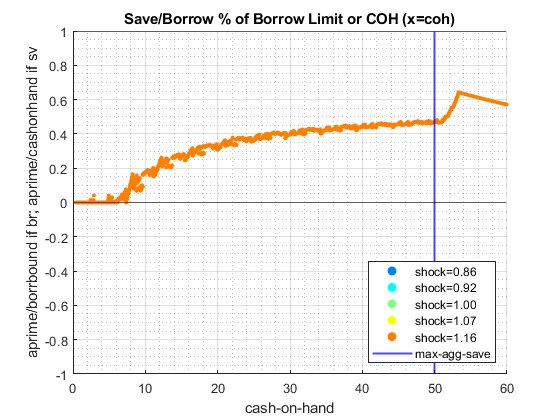 Save/Borrow % of Borrow Limit or COH (x=coh)
aprime/borrbound if br; aprime/cashonhand if sv
1
0.8
0.6
0.4
0.2
0
-0.2
-0.4
-0.6
-0.8
-1
0 10 20 30 40 50 60
cash-on-hand
shock=0.86
shock=0.92
shock=1.00
shock=1.07
shock=1.16
max-agg-save